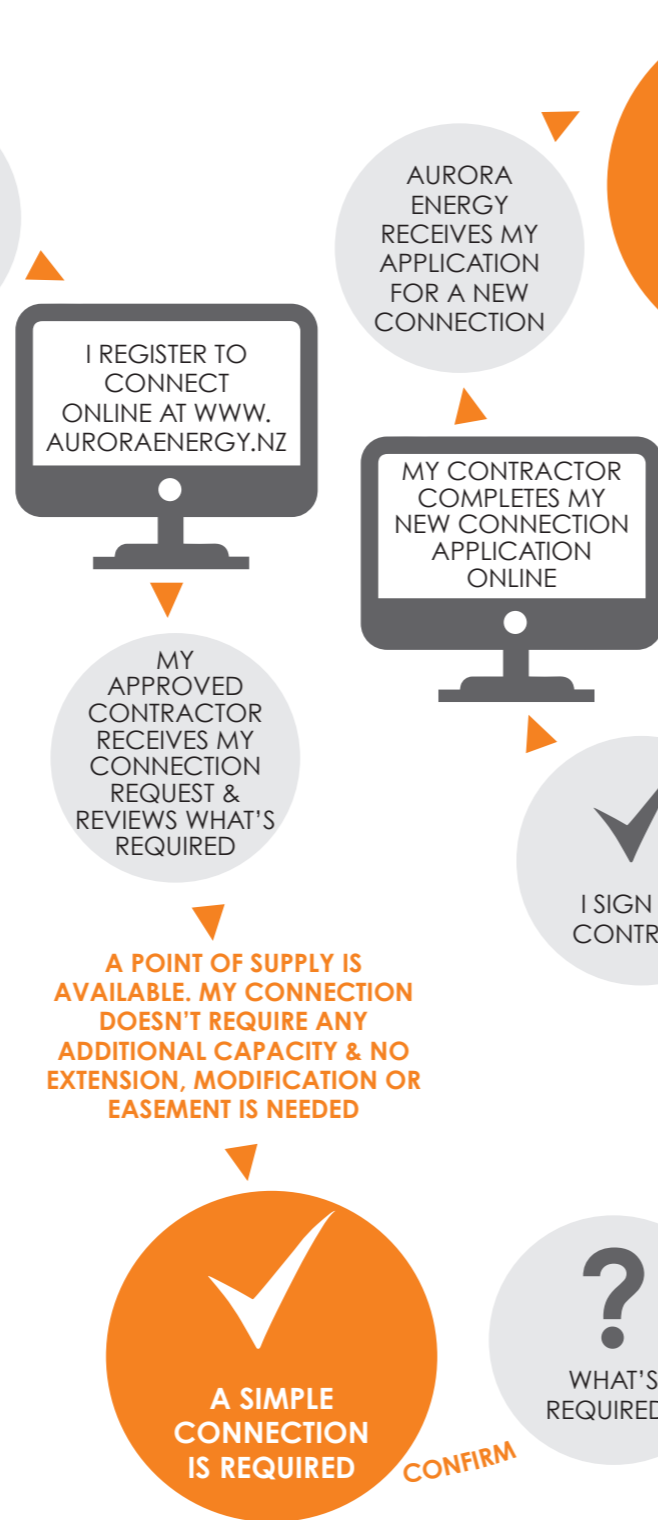 I REGISTER TO
CONNECT
ONLINE AT WWW.
AURORAENERGY.NZ
MY
APPROVED
CONTRACTOR
RECEIVES MY
CONNECTION
REQUEST &
REVIEWS WHAT'S
REQUIRED
A POINT OF SUPPLY IS
AVAILABLE. MY CONNECTION
DOESN'T REQUIRE ANY
ADDITIONAL CAPACITY & NO
EXTENSION, MODIFICATION OR
EASEMENT IS NEEDED
A SIMPLE
CONNECTION
IS REQUIRED
CONFIRM
?
WHAT'S
REQUIRED
I SIGN
CONTR
MY CONTRACTOR
COMPLETES MY
NEW CONNECTION
APPLICATION
ONLINE
AURORA
ENERGY
RECEIVES MY
APPLICATION
FOR A NEW
CONNECTION